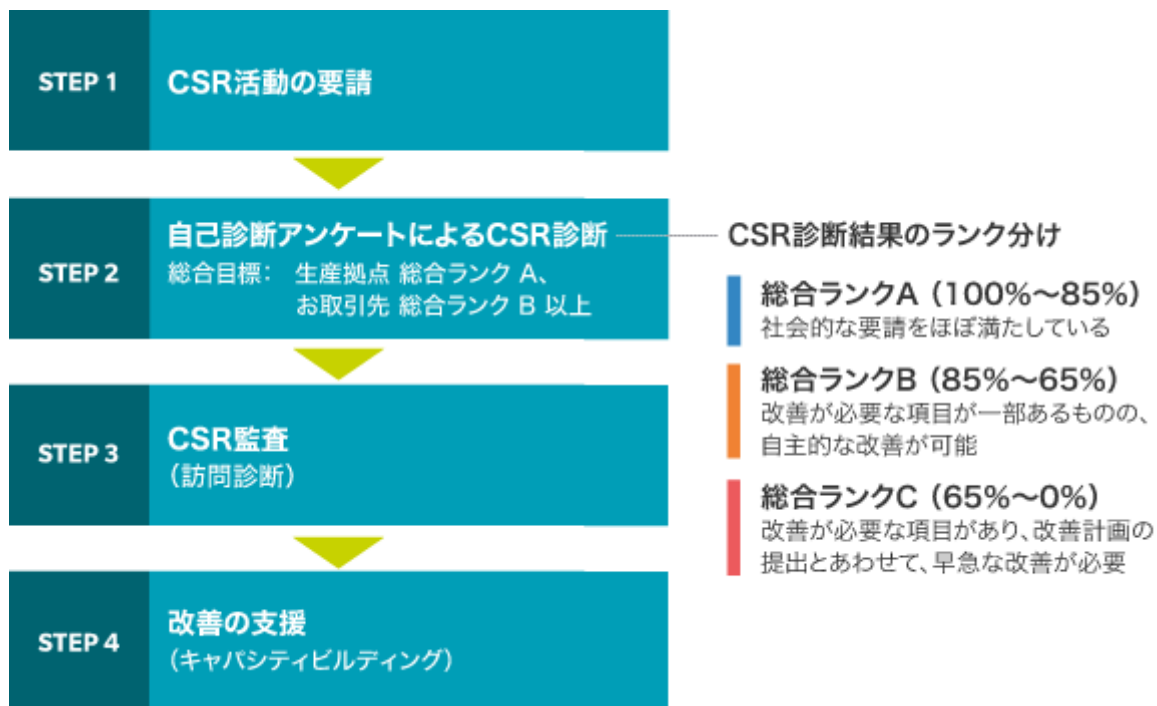 STEP 1
CSR活動の要請
STEP 2
自己診断アンケートによるCSR診断
総合目標： 生産拠点 総合ランク A、
お取引先 総合ランク B 以上
STEP 3
CSR監査
（訪問診断）
STEP 4
改善の支援
（キャパシティビルディング）
CSR診断結果のランク分け
総合ランクA（100%～85%）
社会的な要請をほぼ満たしている
総合ランクB（85%～65%）
改善が必要な項目が一部あるものの、
自主的な改善が可能
総合ランクC（65%～0%）
改善が必要な項目があり、改善計画の
提出とあわせて、早急な改善が必要